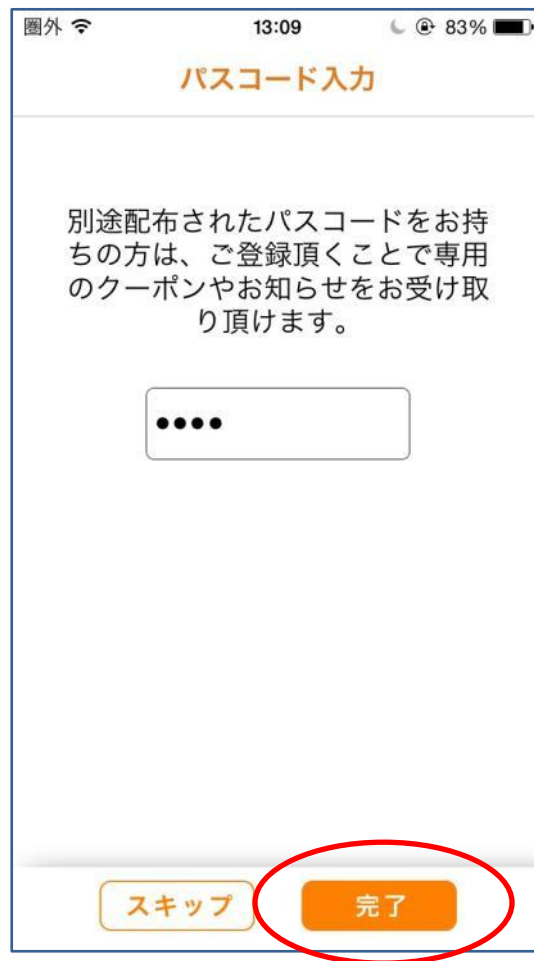 圏外 13:09 83%
パスコード入力
別途配布されたパスコードをお持
ちの方は、ご登録頂くことで専用
のクーポンやお知らせをお受け取
り頂けます。
••••
スキップ 完了